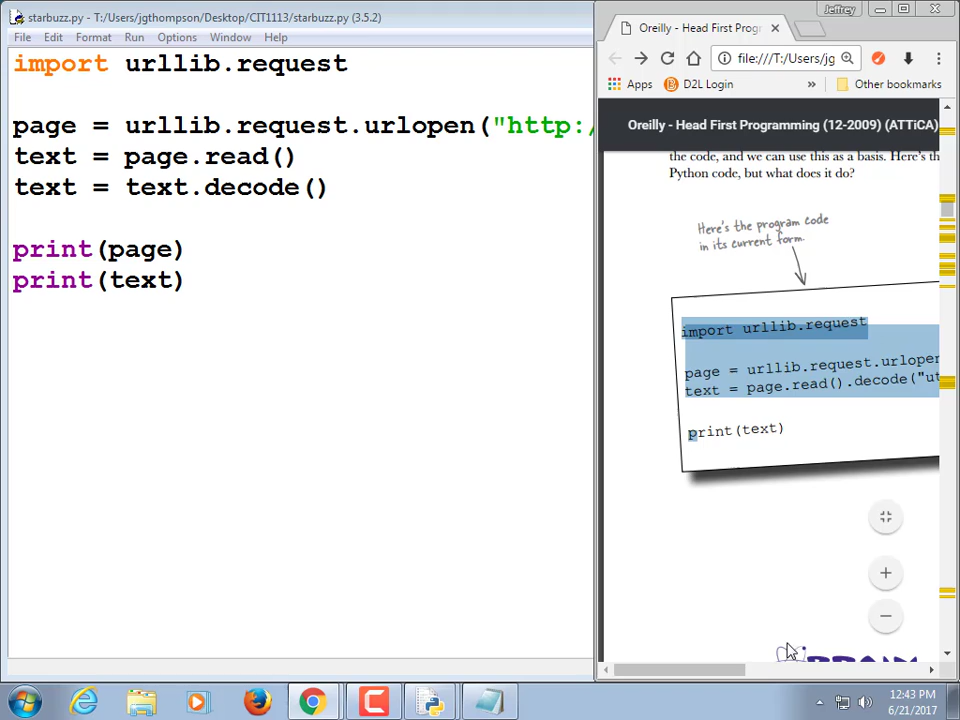 starbuzz.py - T:/Users/jgthompson/Desktop/CIT1113/starbuzz.py (3.5.2)
File Edit Format Run Options Window Help
import urllib.request
page = urllib.request.urlopen("http:/
text = page.read()
text = text.decode()
print(page)
print(text)
Jeffrey
Oreilly - Head First Prog
file:///T:/Users/jg
Apps D2L Login » Other bookmarks
Oreilly - Head First Programming (12-2009) (ATTiCA)
the code, and we can use this as a basis. Here's th
Python code, but what does it do?
Here's the program code
in its current form.
import urllib.request
page = urllib.request.urlopen
text = page.read().decode("ut
print(text)
12:43 PM
6/21/2017